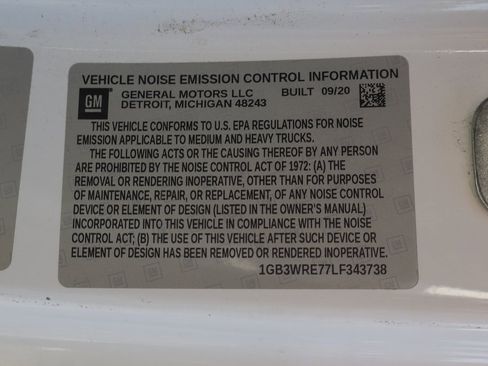 VEHICLE NOISE EMISSION CONTROL INFORMATION
GM
GENERAL MOTORS LLC BUILT 09/20
DETROIT, MICHIGAN 48243
THIS VEHICLE CONFORMS TO U.S. EPA REGULATIONS FOR NOISE
EMISSION APPLICABLE TO MEDIUM AND HEAVY TRUCKS.
THE FOLLOWING ACTS OR THE CAUSING THEREOF BY ANY PERSON
ARE PROHIBITED BY THE NOISE CONTROL ACT OF 1972: (A) THE
REMOVAL OR RENDERING INOPERATIVE, OTHER THAN FOR PURPOSES
OF MAINTENANCE, REPAIR, OR REPLACEMENT, OF ANY NOISE CONTROL
DEVICE OR ELEMENT OF DESIGN (LISTED IN THE OWNER'S MANUAL)
INCORPORATED INTO THIS VEHICLE IN COMPLIANCE WITH THE NOISE
CONTROL ACT; (B) THE USE OF THIS VEHICLE AFTER SUCH DEVICE OR
ELEMENT OF DESIGN HAS BEEN REMOVED OR RENDERED INOPERATIVE.
1GB3WRE77LF343738